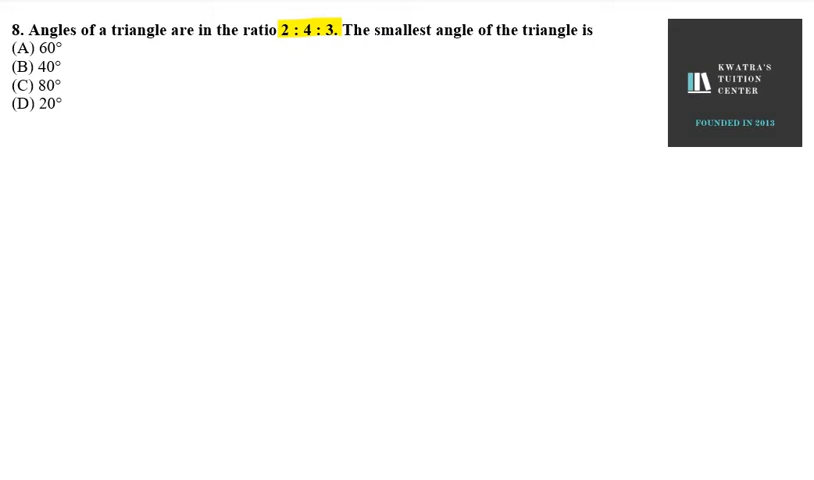 8. Angles of a triangle are in the ratio 2 : 4 : 3. The smallest angle of the triangle is
(A) 60°
(B) 40°
(C) 80°
(D) 20°
KWATRA'S
TUITION
CENTER
FOUNDED IN 2013